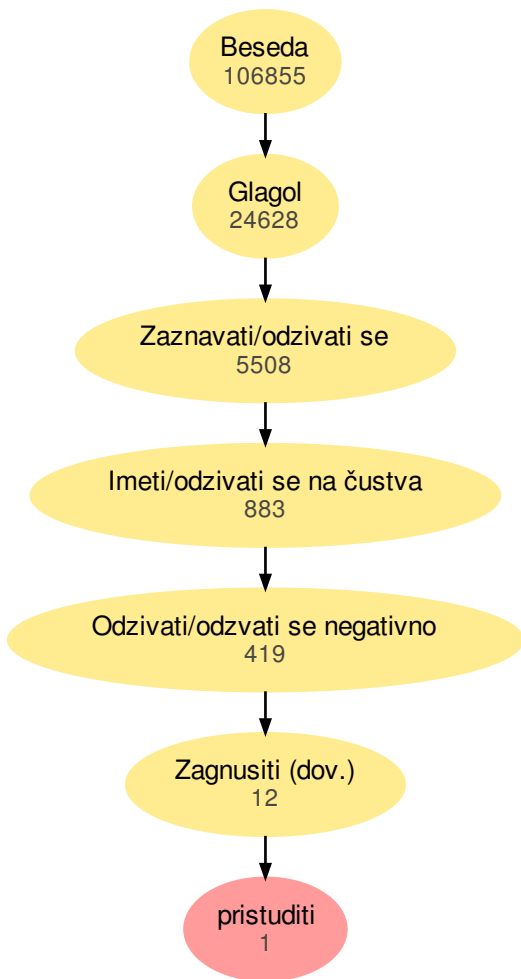 Beseda
106855
Glagol
24628
Zaznavati/odzivati se
5508
Imeti/odzivati se na čustva
883
Odzivati/odzvati se negativno
419
Zagnusiti (dov.)
12
pristuditi
1